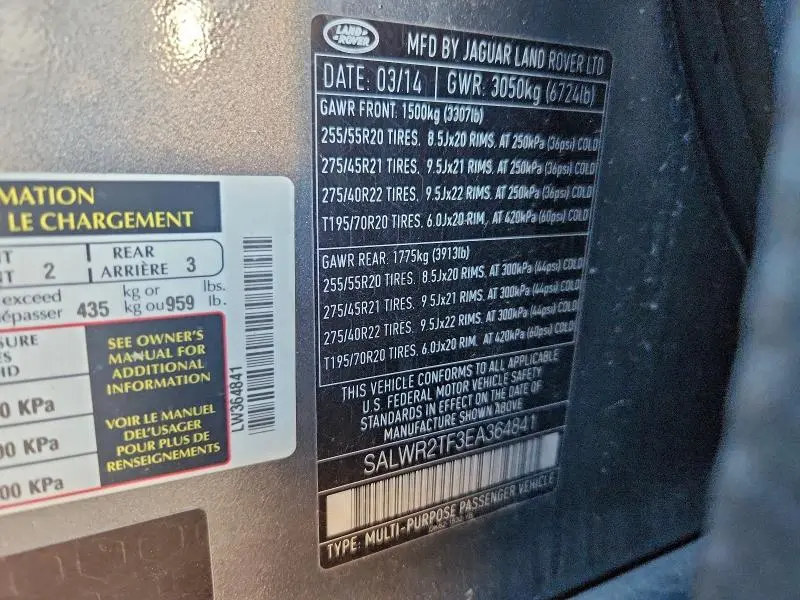 MATION
LE CHARGEMENT
2
REAR
ARRIÈRE 3
exceed
435
kg or
kg ou
959
lbs.
lb.
SEE OWNER'S
MANUAL FOR
ADDITIONAL
INFORMATION
VOIR LE MANUEL
DEL'USAGER
POUR PLUS DE
RENSEIGNEMENTS
0 KPa
00 KPa
00 KPa
LW364841
LAND
ROVER
MFD BY JAGUAR LAND ROVER LTD
DATE: 03/14 GWR: 3050kg (6724lb)
GAWR FRONT. 1500kg (3307lb)
255/55R20 TIRES. 8.5Jx20 RIMS. AT 250kPa (36psi) COLD
275/45R21 TIRES. 9.5Jx21 RIMS. AT 250kPa (36psi) COLD
275/40R22 TIRES. 9.5Jx22 RIMS. AT 250kPa (36psi) COLD
T195/70R20 TIRES. 6.0Jx20 RIM, AT 420kPa (60psi) COLD
GAWR REAR. 1775kg (3913lb)
255/55R20 TIRES. 8.5Jx20 RIMS. AT 300kPa (44psi) COLD
275/45R21 TIRES. 9.5Jx21 RIMS. AT 300kPa (44psi) COLD
275/40R22 TIRES. 9.5Jx22 RIMS. AT 300kPa (44psi) COLD
T195/70R20 TIRES. 6.0Jx20 RIM. AT 420kPa (60psi) COLD
THIS VEHICLE CONFORMS TO ALL APPLICABLE
U.S. FEDERAL MOTOR VEHICLE SAFETY
STANDARDS IN EFFECT ON THE DATE OF
MANUFACTURE SHOWN ABOVE
SALWR2TF3EA364841
TYPE: MULTI-PURPOSE PASSENGER VEHICLE